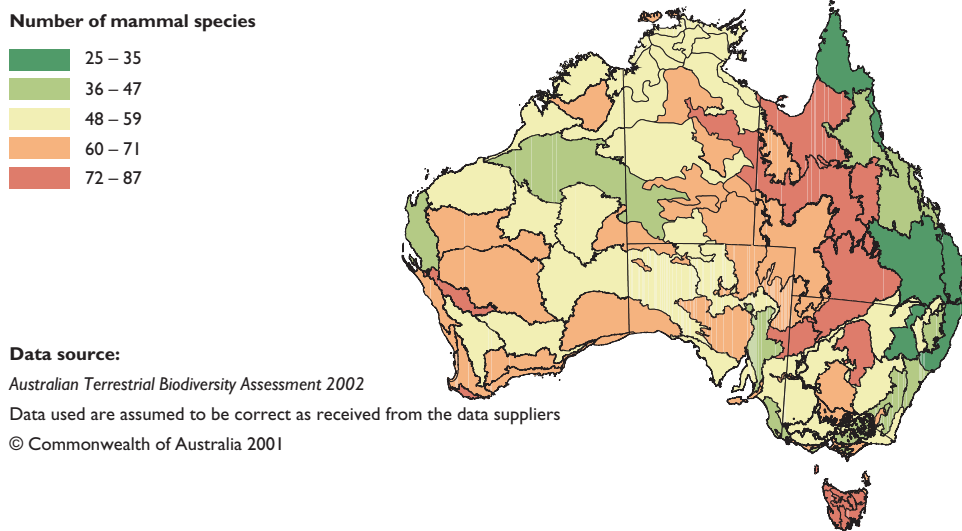 Number of mammal species
25 – 35
36 – 47
48 – 59
60 – 71
72 – 87
Data source:
Australian Terrestrial Biodiversity Assessment 2002
Data used are assumed to be correct as received from the data suppliers
© Commonwealth of Australia 2001